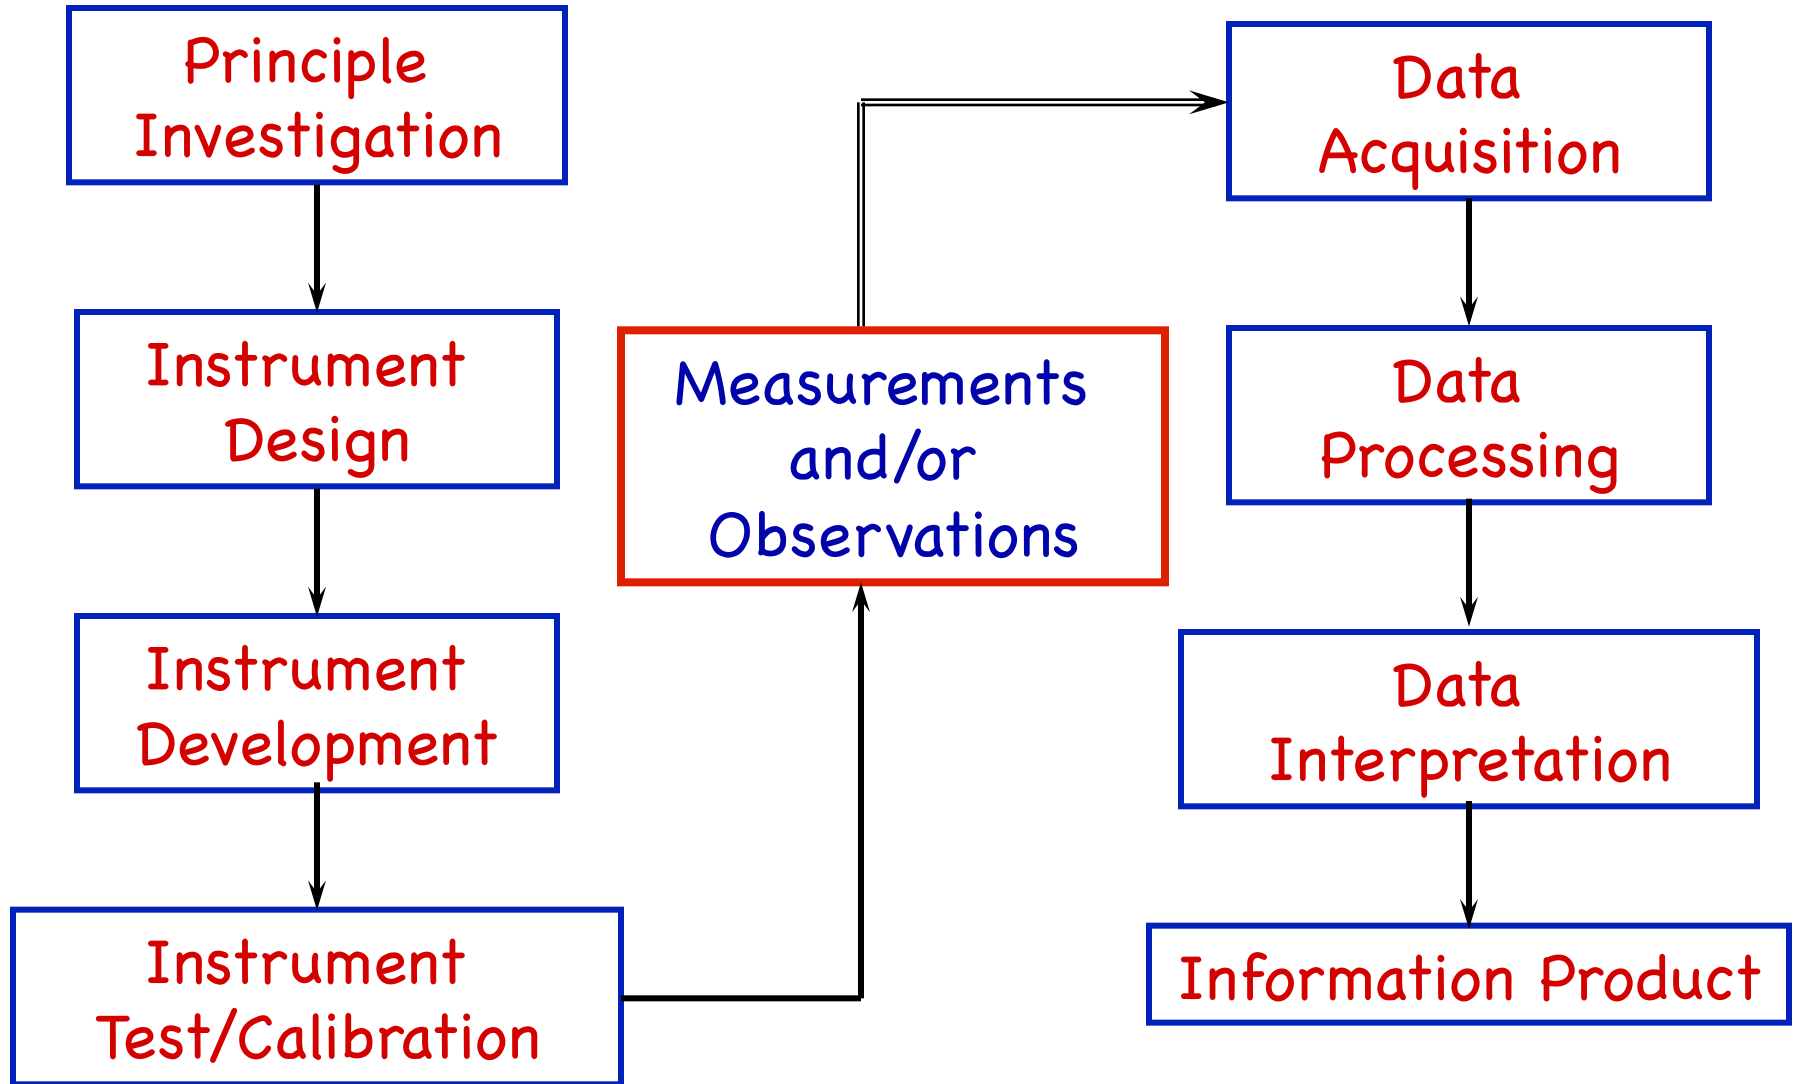 Principle
Investigation
Instrument
Design
Instrument
Development
Instrument
Test/Calibration
Measurements
and/or
Observations
Data
Acquisition
Data
Processing
Data
Interpretation
Information Product